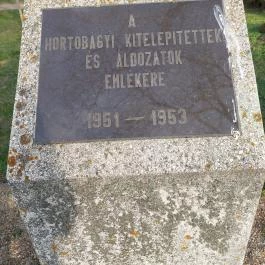 A
HORTOBÁGYI KITELEPITETTEK
ÉS ÁLDOZATOK
EMLÉKÉRE
1951 — 1953